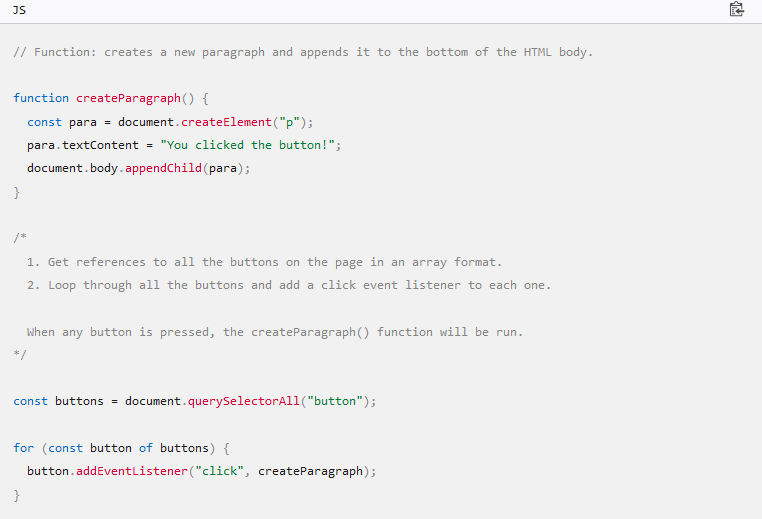 JS
// Function: creates a new paragraph and appends it to the bottom of the HTML body.
function createParagraph() {
  const para = document.createElement("p");
  para.textContent = "You clicked the button!";
  document.body.appendChild(para);
}
/*
  1. Get references to all the buttons on the page in an array format.
  2. Loop through all the buttons and add a click event listener to each one.
  When any button is pressed, the createParagraph() function will be run.
*/
const buttons = document.querySelectorAll("button");
for (const button of buttons) {
  button.addEventListener("click", createParagraph);
}